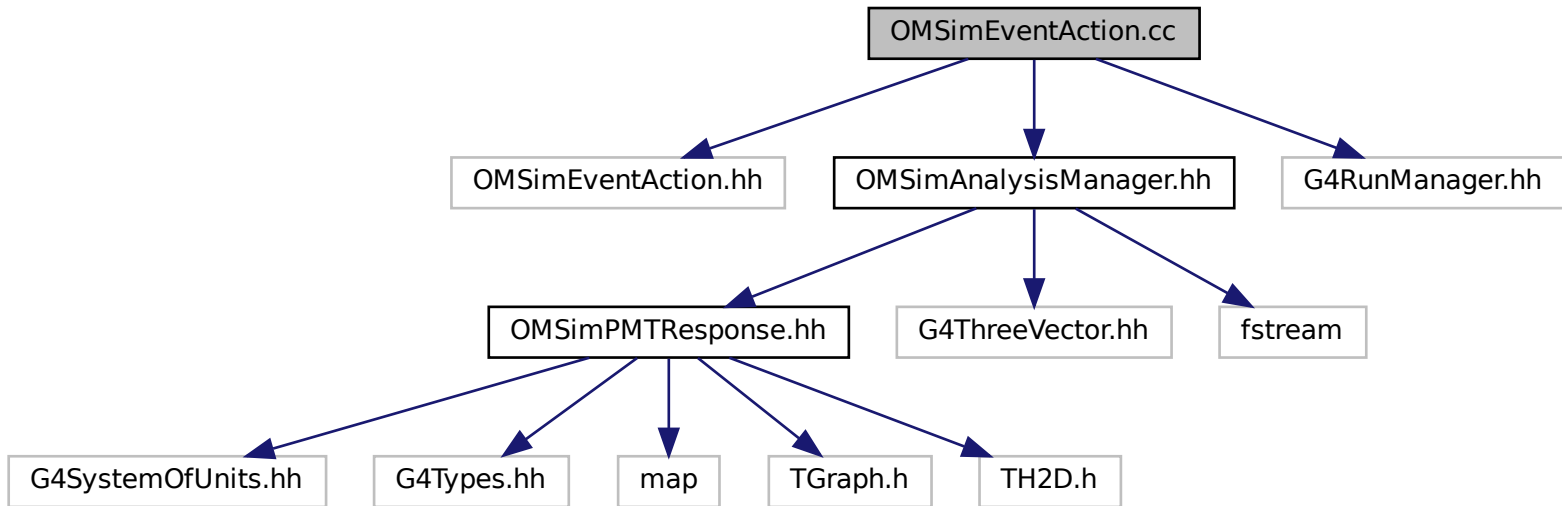 OMSimEventAction.cc
OMSimEventAction.hh
OMSimAnalysisManager.hh
G4RunManager.hh
OMSimPMTResponse.hh
G4ThreeVector.hh
fstream
G4SystemOfUnits.hh
G4Types.hh
map
TGraph.h
TH2D.h